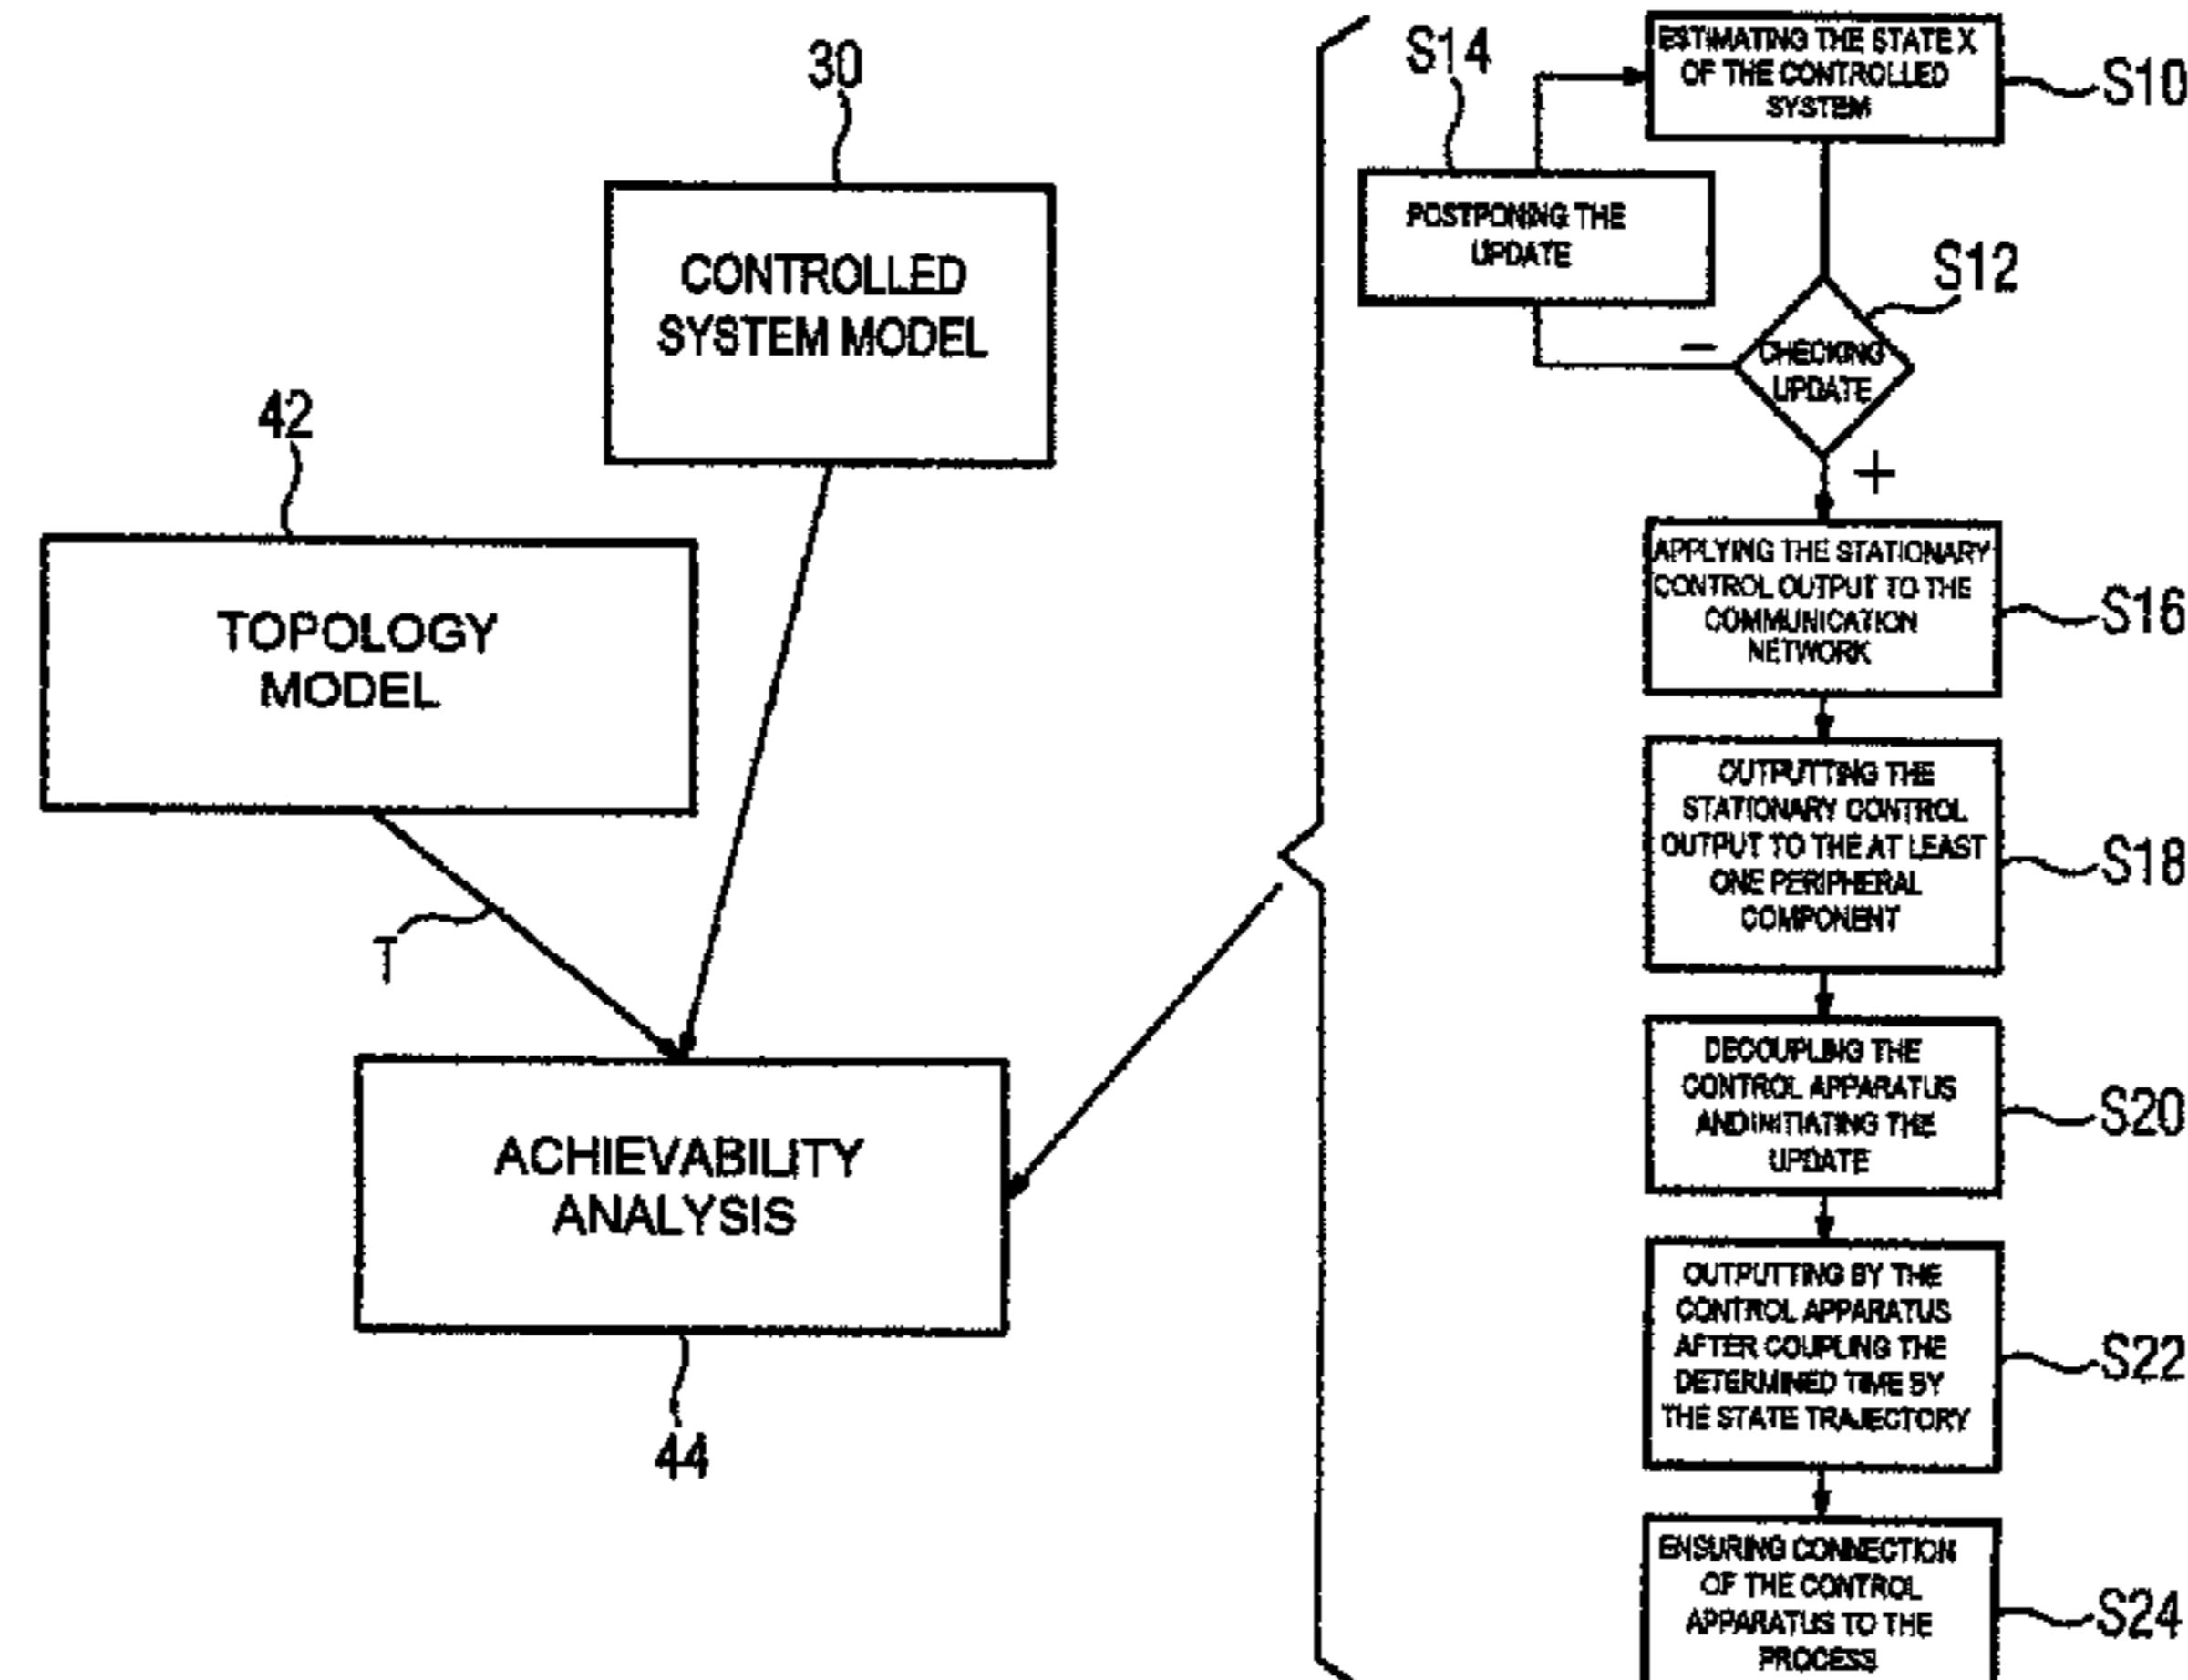 30
CONTROLLED
SYSTEM MODEL
42
TOPOLOGY
MODEL
T
ACHIEVABILITY
ANALYSIS
44
ESTIMATING THE STATE X
OF THE CONTROLLED
SYSTEM
S10
S14
POSTPONING THE
UPDATE
S12
CHECKING
UPDATE
−
+
APPLYING THE STATIONARY
CONTROL OUTPUT TO THE
COMMUNICATION
NETWORK
S16
OUTPUTTING THE
STATIONARY CONTROL
OUTPUT TO THE AT LEAST
ONE PERIPHERAL
COMPONENT
S18
DECOUPLING THE
CONTROL APPARATUS
AND INITIATING THE
UPDATE
S20
OUTPUTTING BY THE
CONTROL APPARATUS
AFTER COUPLING THE
DETERMINED TIME BY
THE STATE TRAJECTORY
S22
ENSURING CONNECTION
OF THE CONTROL
APPARATUS TO THE
PROCESS
S24